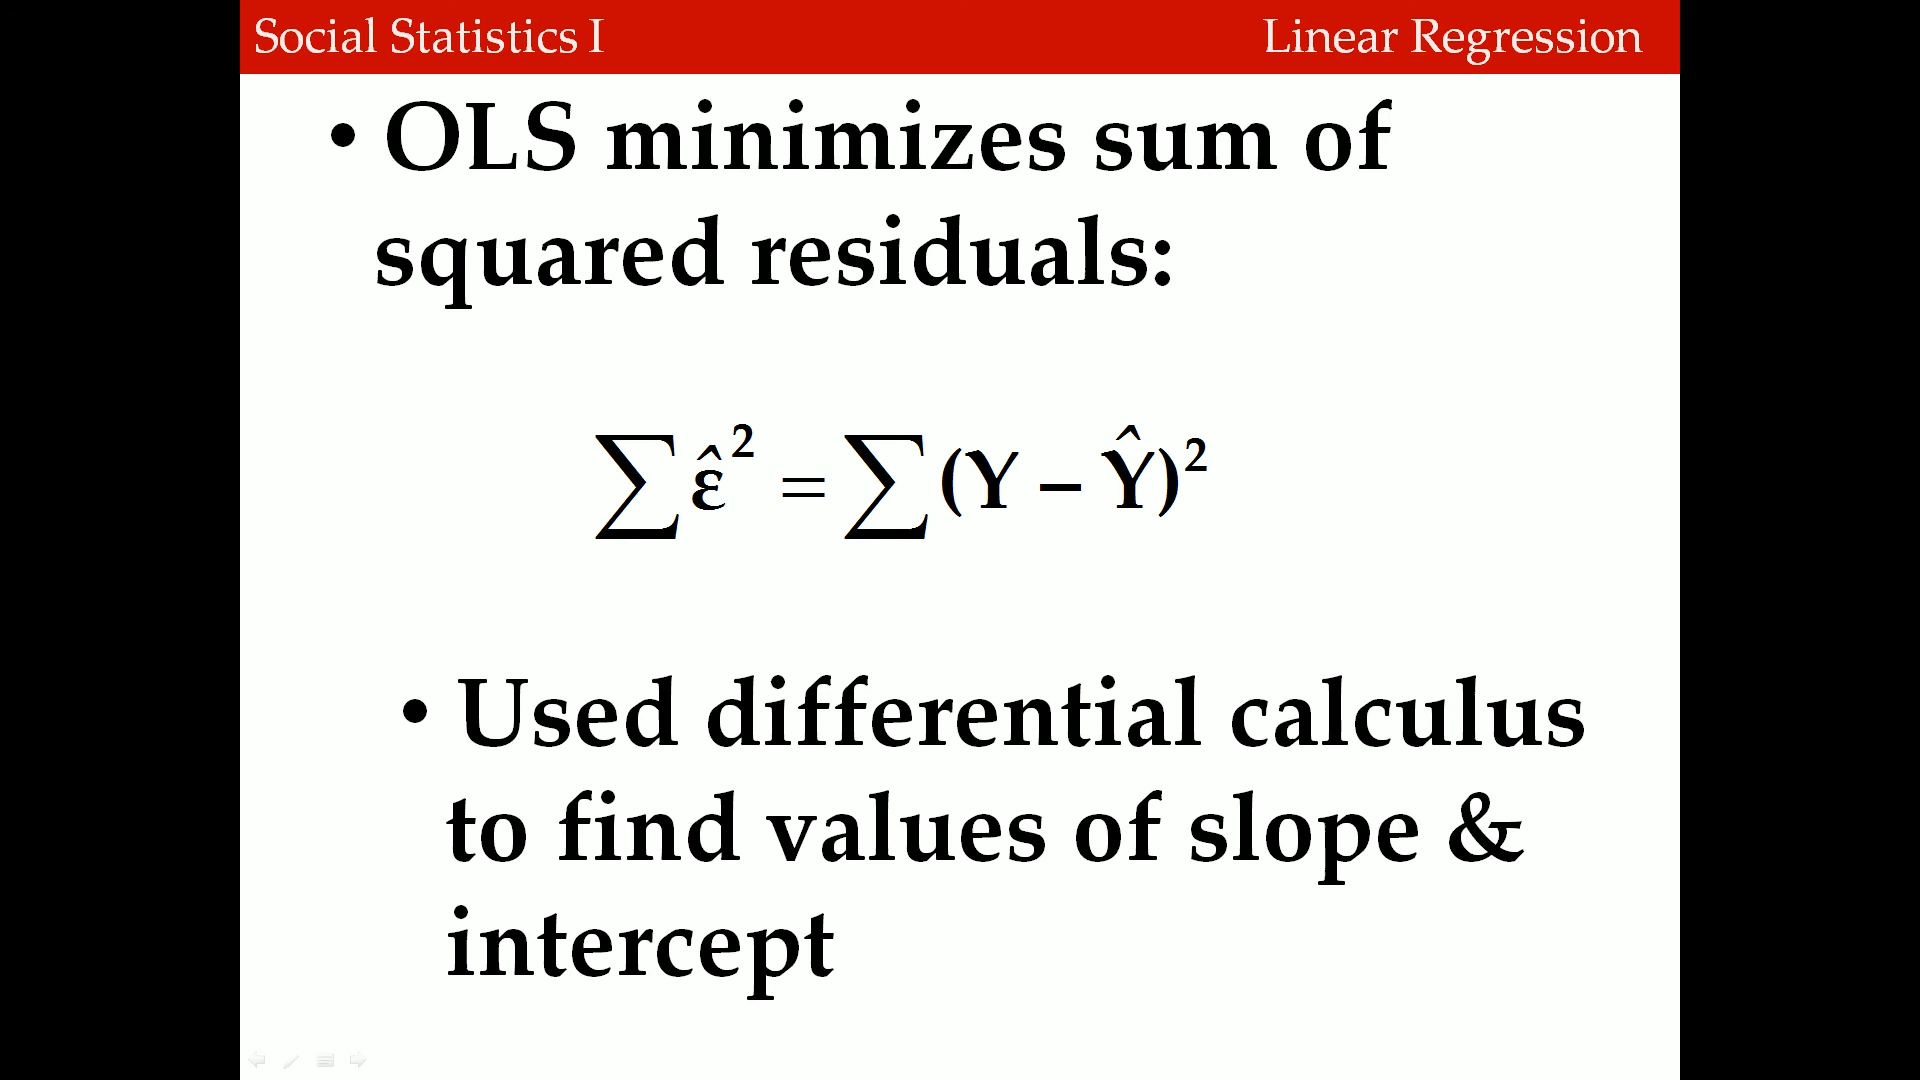 Social Statistics I
Linear Regression
• OLS minimizes sum of
squared residuals:
∑ε̂² = ∑(Y – Ŷ)²
• Used differential calculus
to find values of slope &
intercept